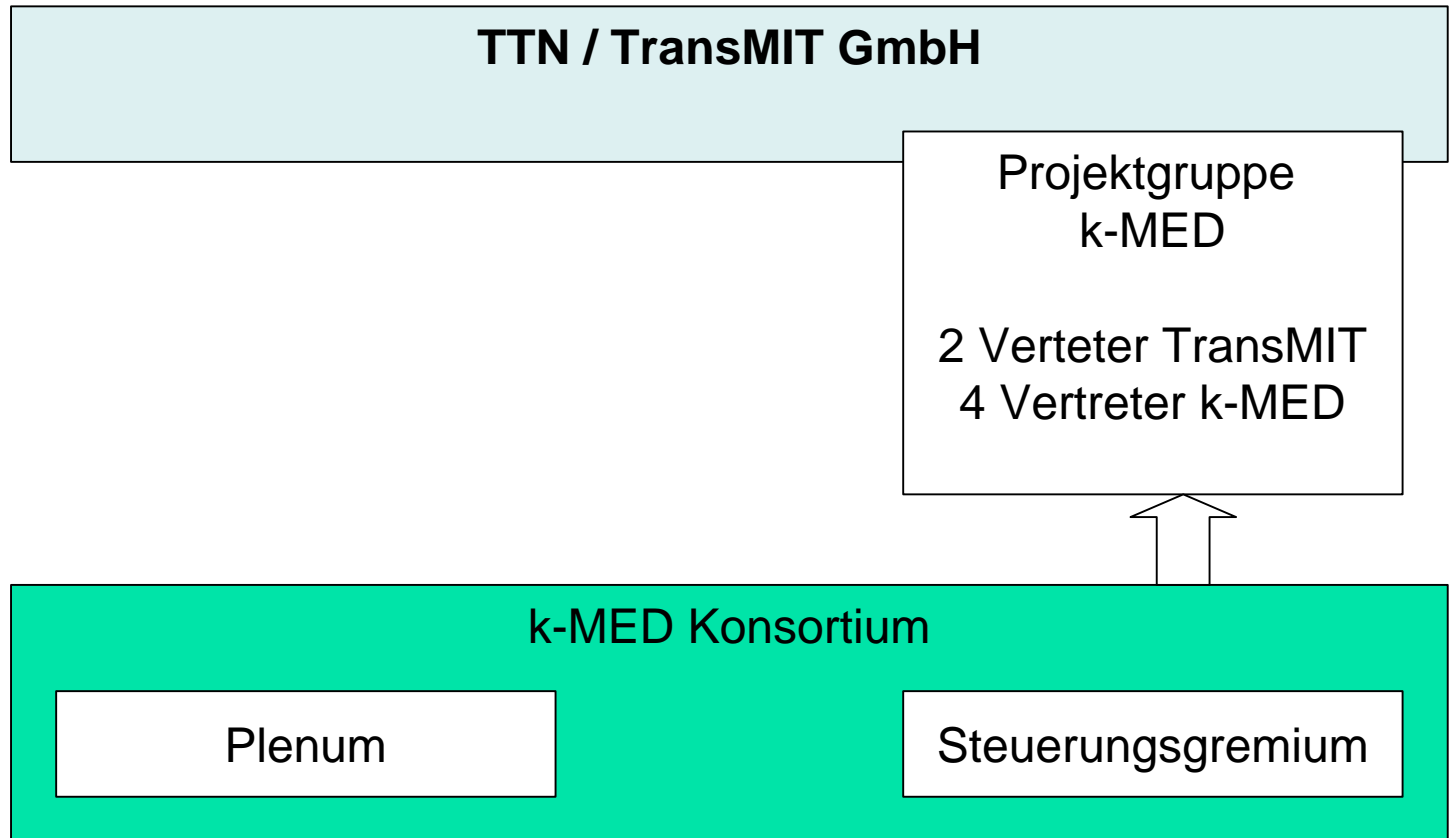 TTN / TransMIT GmbH
Projektgruppe
k-MED
2 Verteter TransMIT
4 Vertreter k-MED
k-MED Konsortium
Plenum
Steuerungsgremium